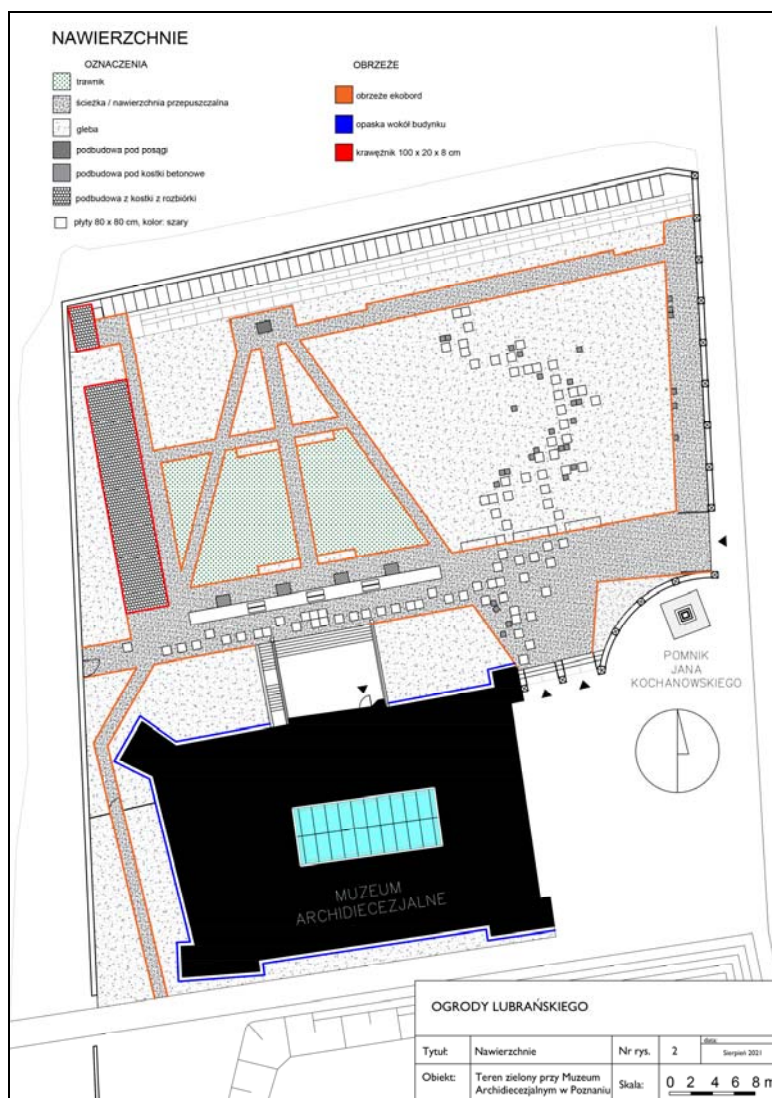 NAWIERZCHNIE
OZNACZENIA
trawnik
ścieżka / nawierzchnia przepuszczalna
gleba
podbudowa pod posągi
podbudowa pod kostki betonowe
podbudowa z kostki z rozbiórki
płyty 80 x 80 cm, kolor: szary
OBRZEŻE
obrzeże ekobord
opaska wokół budynku
krawężnik 100 x 20 x 8 cm
POMNIK
JANA
KOCHANOWSKIEGO
MUZEUM
ARCHIDIECEZJALNE
OGRODY LUBRAŃSKIEGO
Tytuł: Nawierzchnie Nr rys. 2 data: Sierpień 2021
Obiekt: Teren zielony przy Muzeum Archidiecezjalnym w Poznaniu Skala: 0 2 4 6 8 m